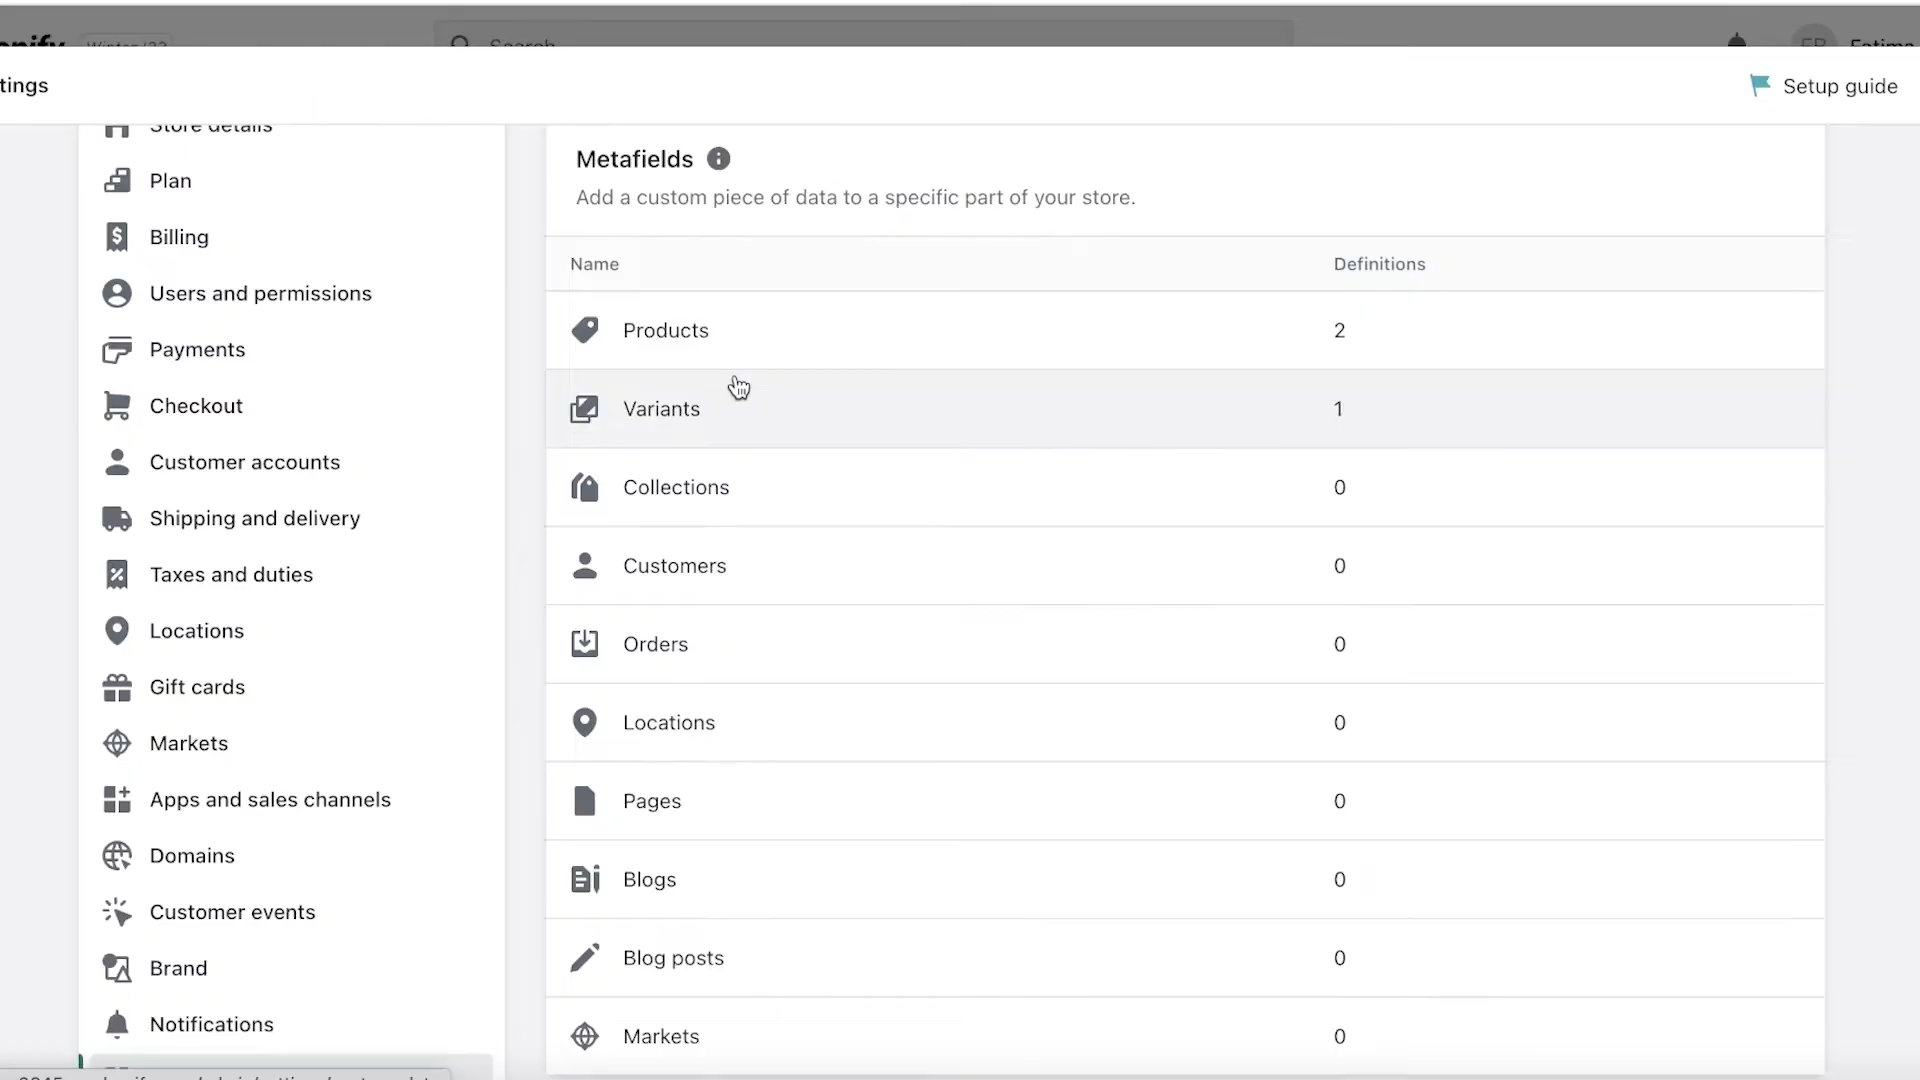 Search
Fatima
tings
Setup guide
Store details
Plan
Billing
Users and permissions
Payments
Checkout
Customer accounts
Shipping and delivery
Taxes and duties
Locations
Gift cards
Markets
Apps and sales channels
Domains
Customer events
Brand
Notifications
Metafields
Add a custom piece of data to a specific part of your store.
Name Definitions
Products 2
Variants 1
Collections 0
Customers 0
Orders 0
Locations 0
Pages 0
Blogs 0
Blog posts 0
Markets 0